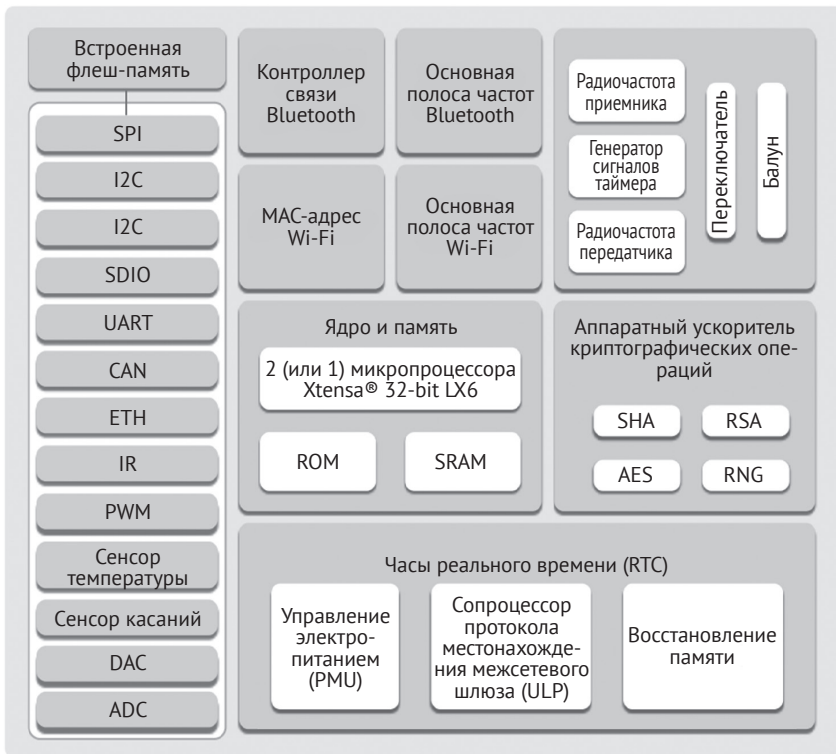 Встроенная
флеш-память
SPI
I2C
I2C
SDIO
UART
CAN
ETH
IR
PWM
Сенсор
температуры
Сенсор касаний
DAC
ADC
Контроллер
связи
Bluetooth
Основная
полоса частот
Bluetooth
MAC-адрес
Wi-Fi
Основная
полоса частот
Wi-Fi
Радиочастота
приемника
Генератор
сигналов
таймера
Радиочастота
передатчика
Переключатель
Балун
Ядро и память
2 (или 1) микропроцессора
Xtensa® 32-bit LX6
ROM
SRAM
Аппаратный ускоритель
криптографических опе-
раций
SHA
RSA
AES
RNG
Часы реального времени (RTC)
Управление
электро-
питанием
(PMU)
Сопроцессор
протокола
местонахожде-
ния межсетевого
шлюза (ULP)
Восстановление
памяти